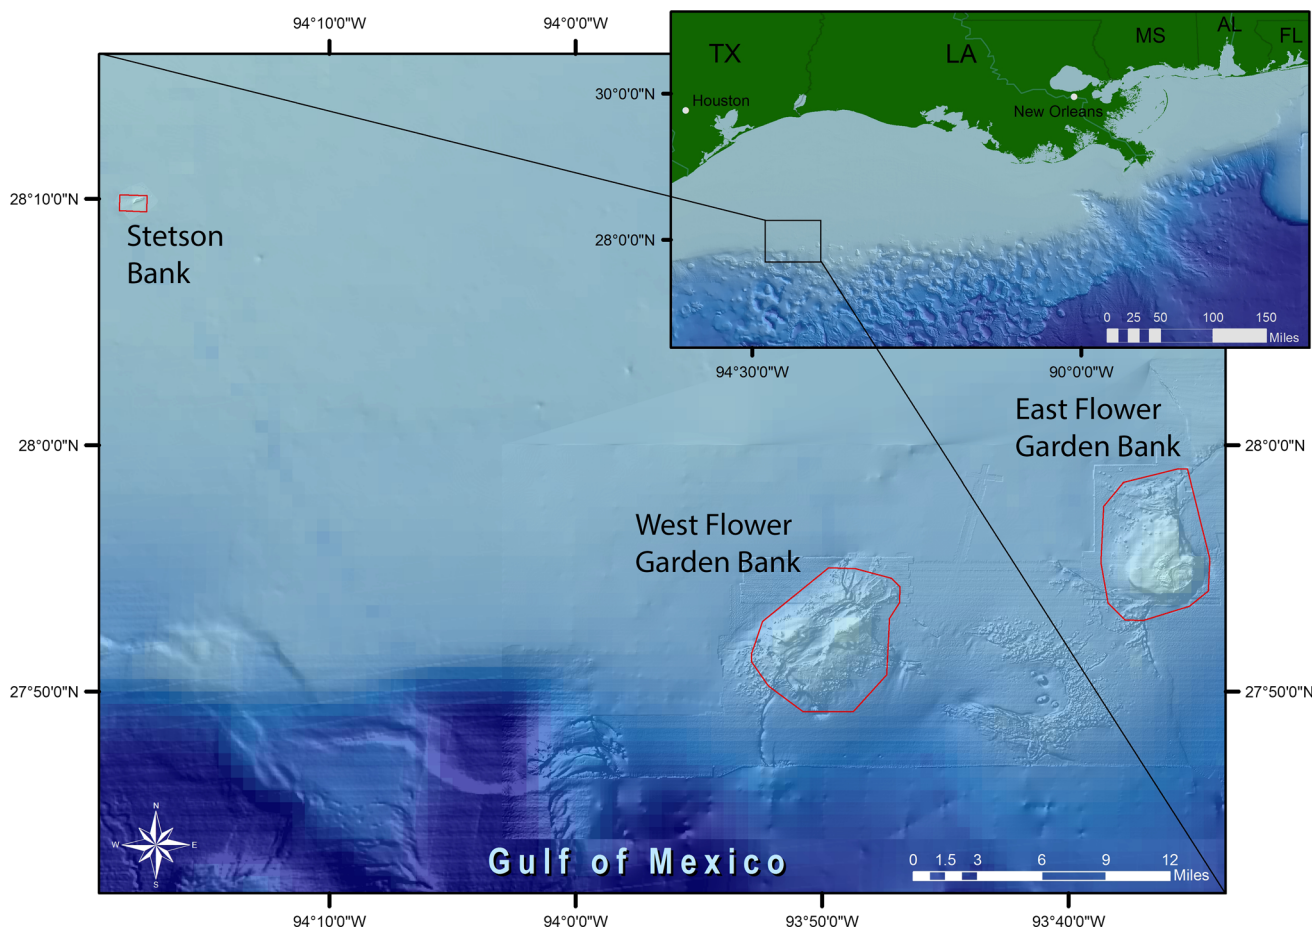 94°10'0"W
94°0'0"W
TX
LA
MS
AL
FL
30°0'0"N
Houston
New Orleans
28°10'0"N
Stetson
Bank
28°0'0"N
0 25 50 100 150
Miles
94°30'0"W
90°0'0"W
East Flower
Garden Bank
28°0'0"N
28°0'0"N
West Flower
Garden Bank
27°50'0"N
27°50'0"N
N
W
E
S
Gulf of Mexico
0 1.5 3 6 9 12
Miles
94°10'0"W
94°0'0"W
93°50'0"W
93°40'0"W